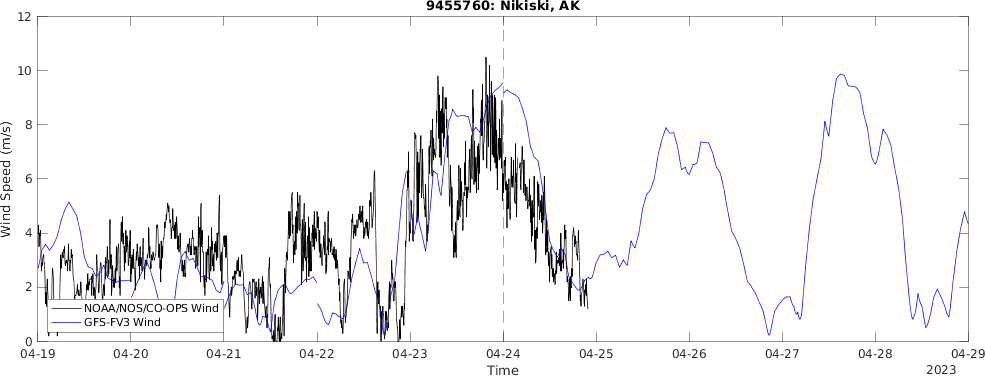 9455760: Nikiski, AK
Wind Speed (m/s)
12
10
8
6
4
2
0
NOAA/NOS/CO-OPS Wind
GFS-FV3 Wind
04-19 04-20 04-21 04-22 04-23 04-24 04-25 04-26 04-27 04-28 04-29
Time
2023